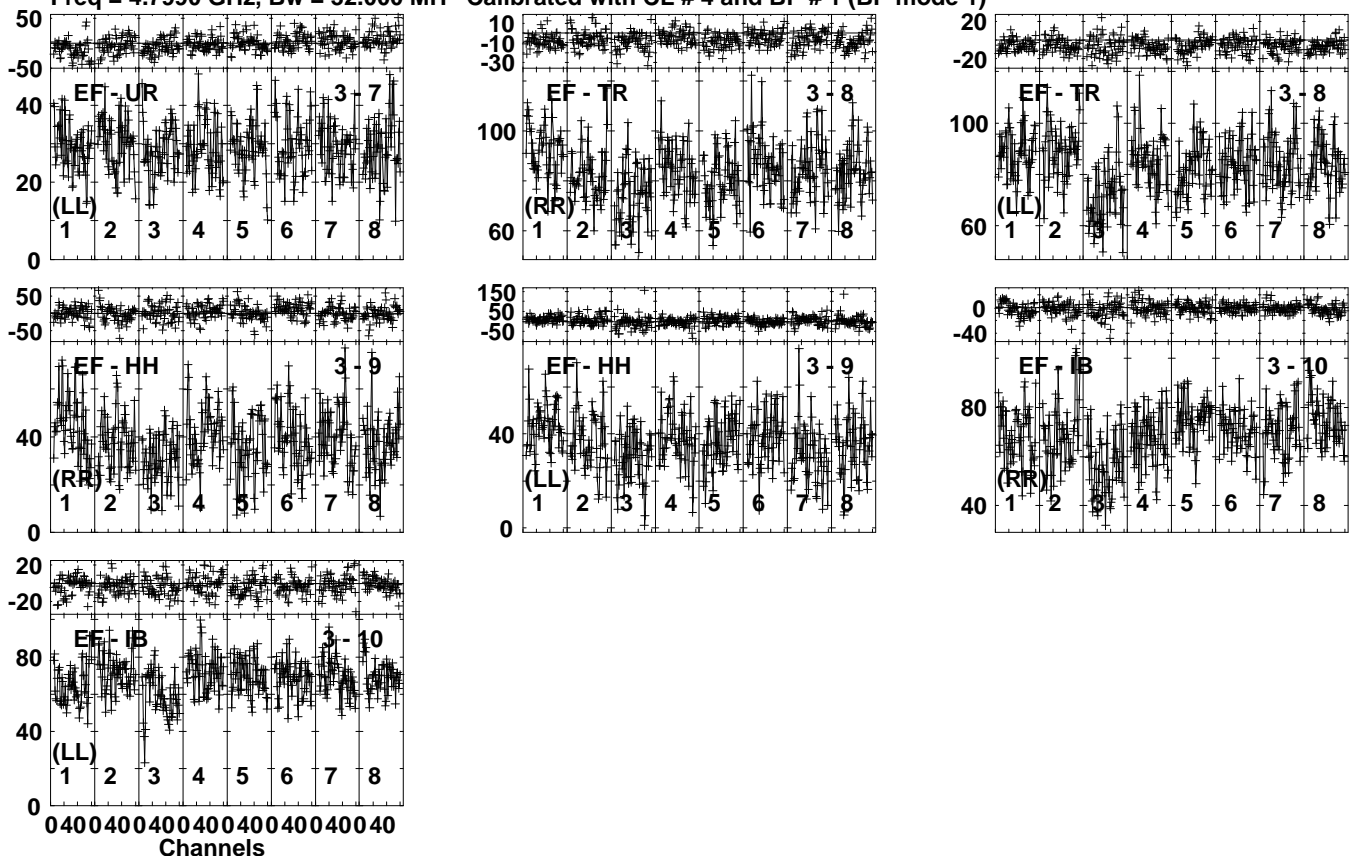 Freq = 4.7990 GHz, Bw = 32.000 MH Calibrated with CL # 4 and BP # 1 (BP mode 1)
50
-50
EF - UR 3 - 7
40
20
(LL)
1 2 3 4 5 6 7 8
0
10
-10
-30
EF - TR 3 - 8
100
(RR)
60
1 2 3 4 5 6 7 8
20
-20
EF - TR 3 - 8
100
(LL)
60
1 2 3 4 5 6 7 8
50
-50
EF - HH 3 - 9
40
(RR)
1 2 3 4 5 6 7 8
0
150
50
-50
EF - HH 3 - 9
40
(LL)
1 2 3 4 5 6 7 8
0
0
-40
EF - IB 3 - 10
80
(RR)
40
1 2 3 4 5 6 7 8
20
-20
EF - IB 3 - 10
80
40
(LL)
1 2 3 4 5 6 7 8
0
0 40 0 40 0 40 0 40 0 40 0 40 0 40 0 40
Channels